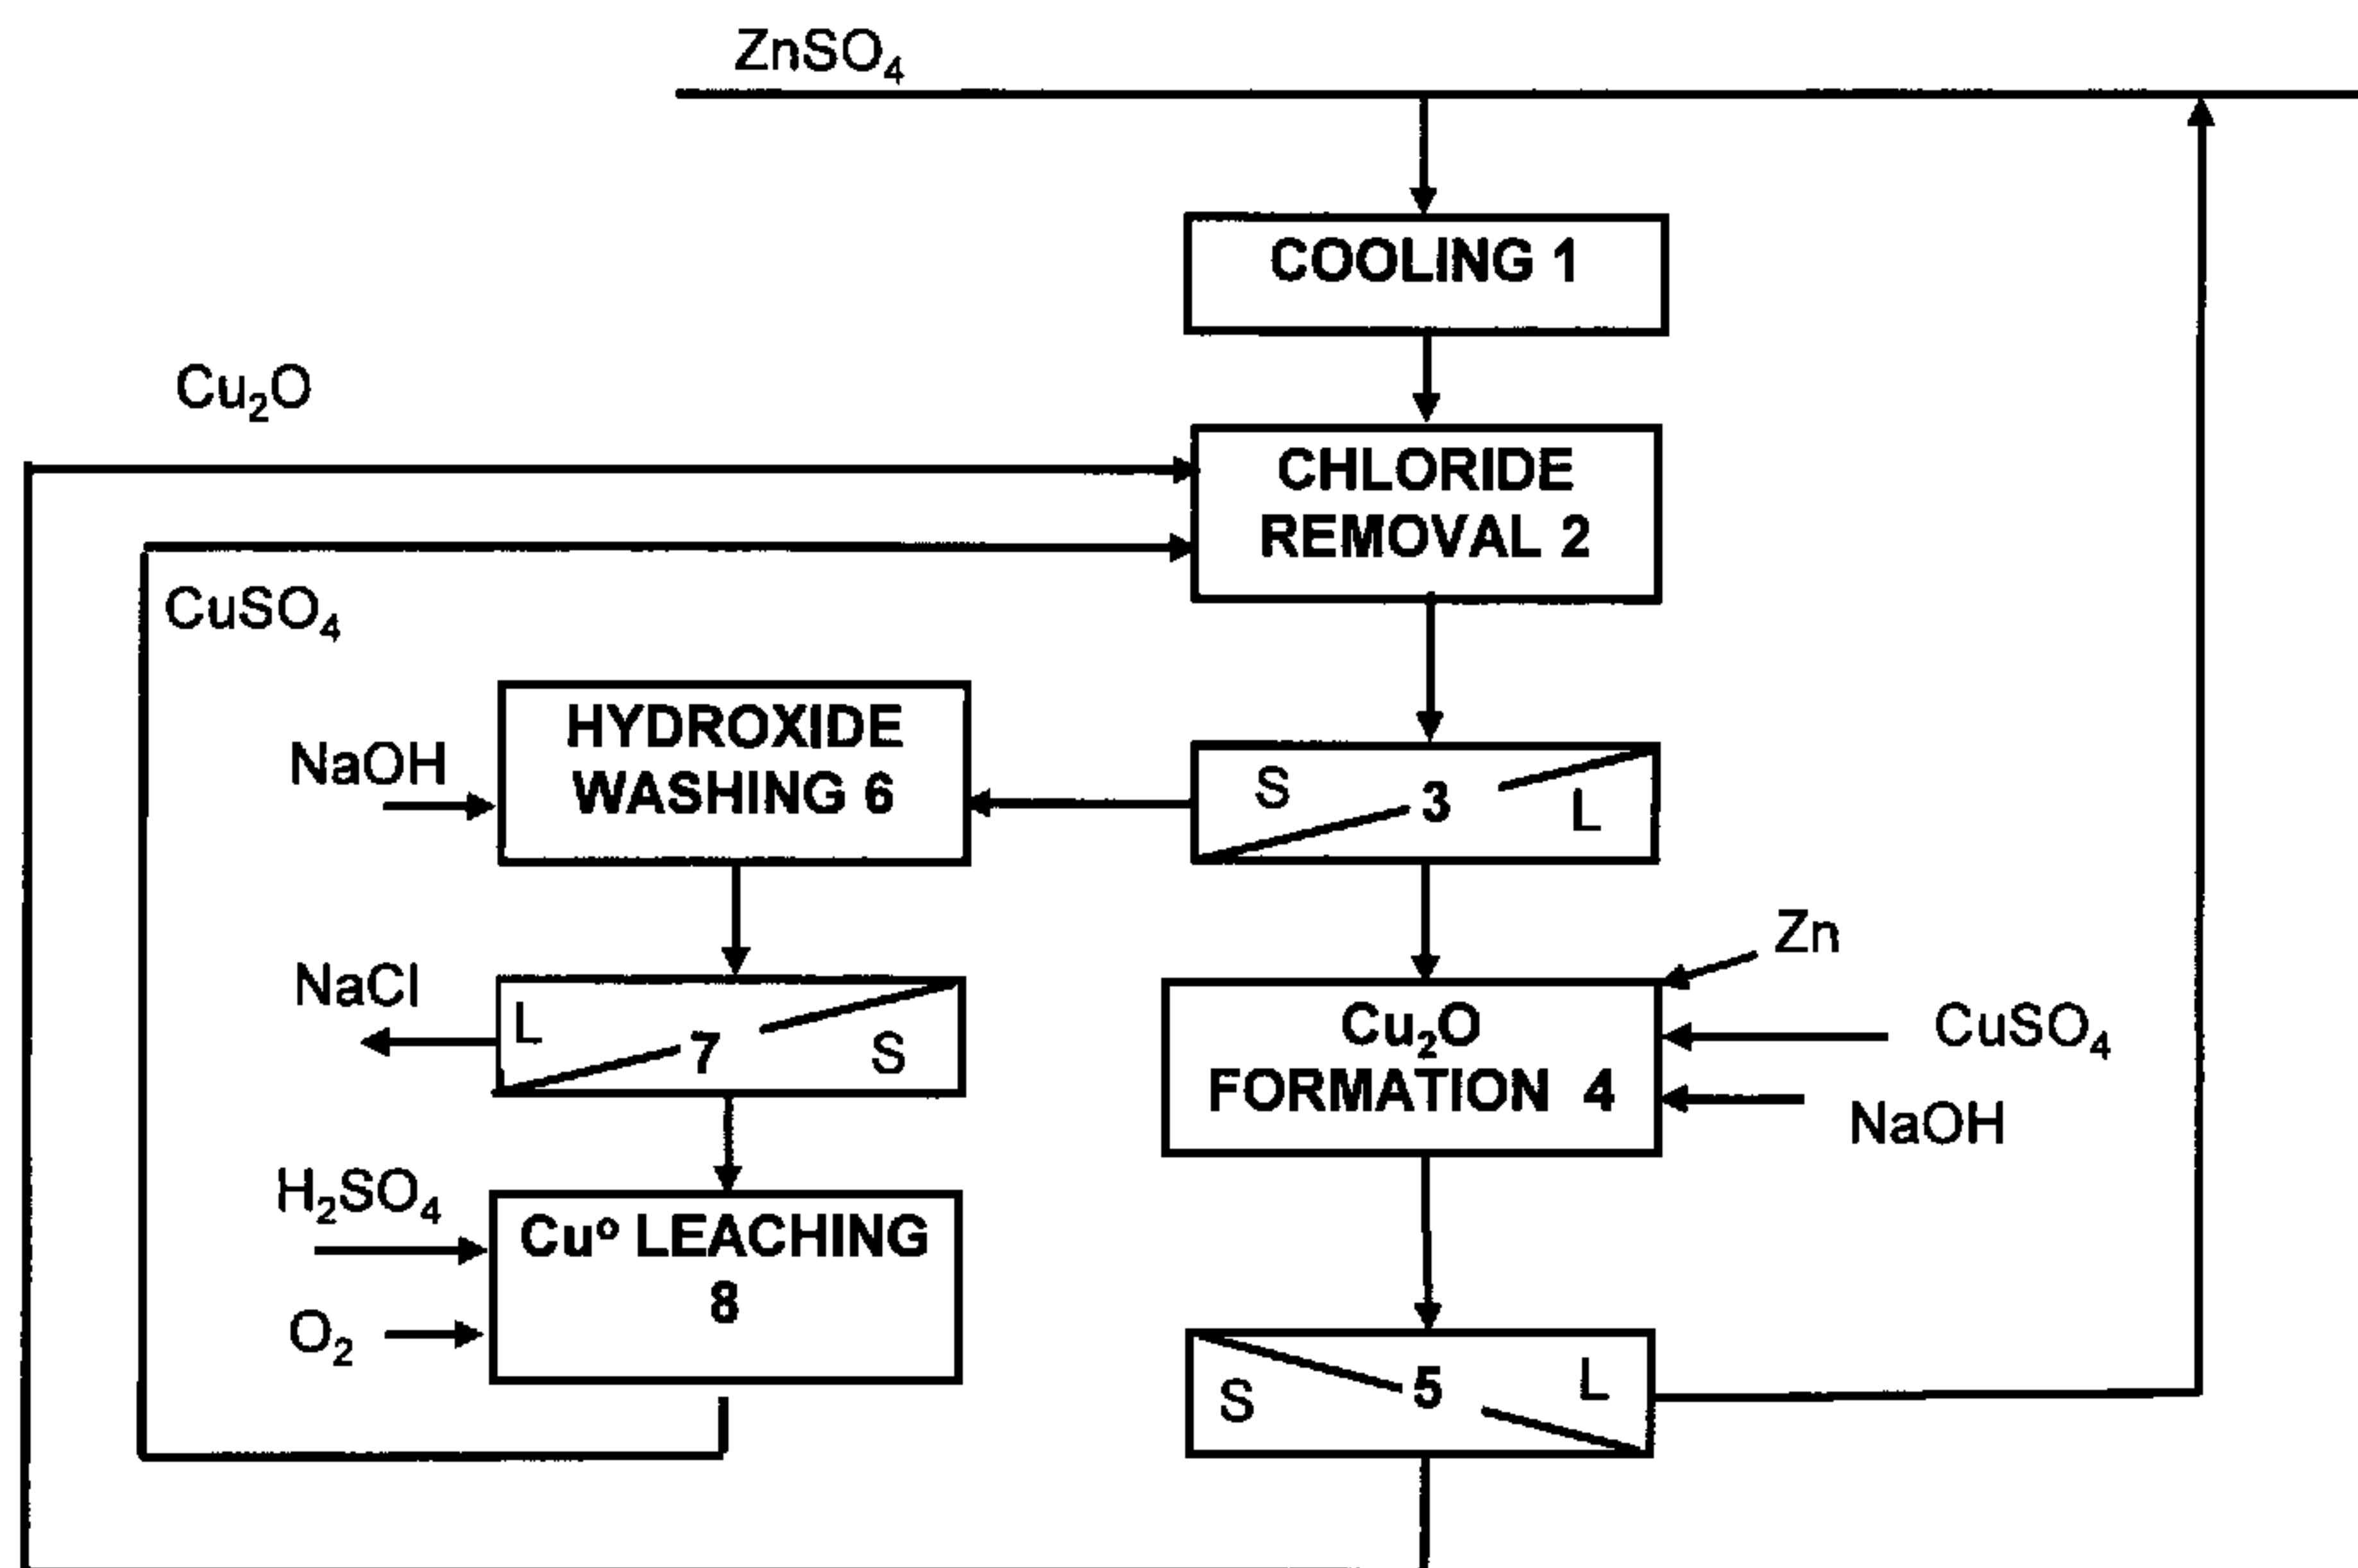 ZnSO₄
COOLING 1
Cu₂O
CHLORIDE
REMOVAL 2
CuSO₄
HYDROXIDE
WASHING 6
NaOH
S 3 L
Zn
NaCl
L 7 S
Cu₂O
FORMATION 4
CuSO₄
NaOH
H₂SO₄
Cu⁰ LEACHING
8
O₂
S 5 L